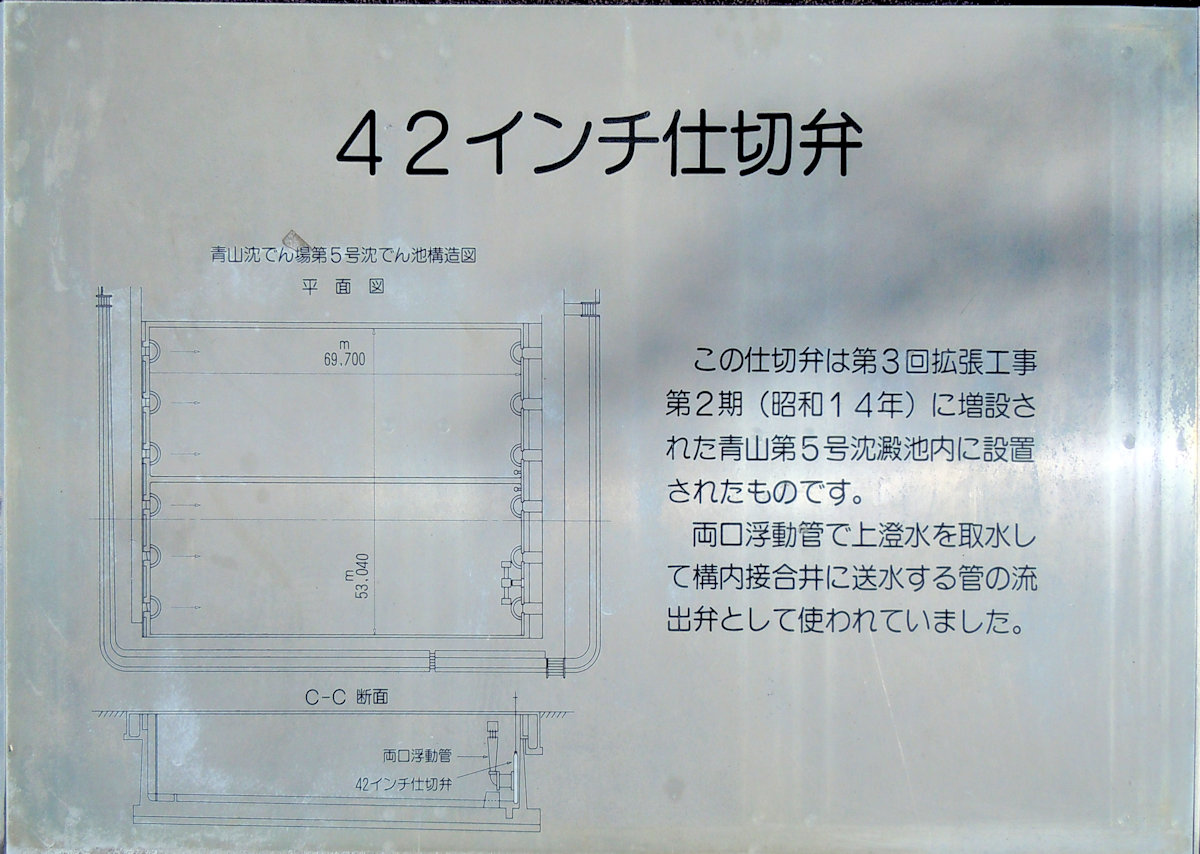 42インチ仕切弁
青山沈でん場第5号沈でん池構造図
平面図
m
69.700
m
53.040
C-C 断面
両口浮動管
42インチ仕切弁
この仕切弁は第3回拡張工事
第2期（昭和14年）に増設さ
れた青山第5号沈澱池内に設置
されたものです。
両口浮動管で上澄水を取水し
て構内接合井に送水する管の流
出弁として使われていました。